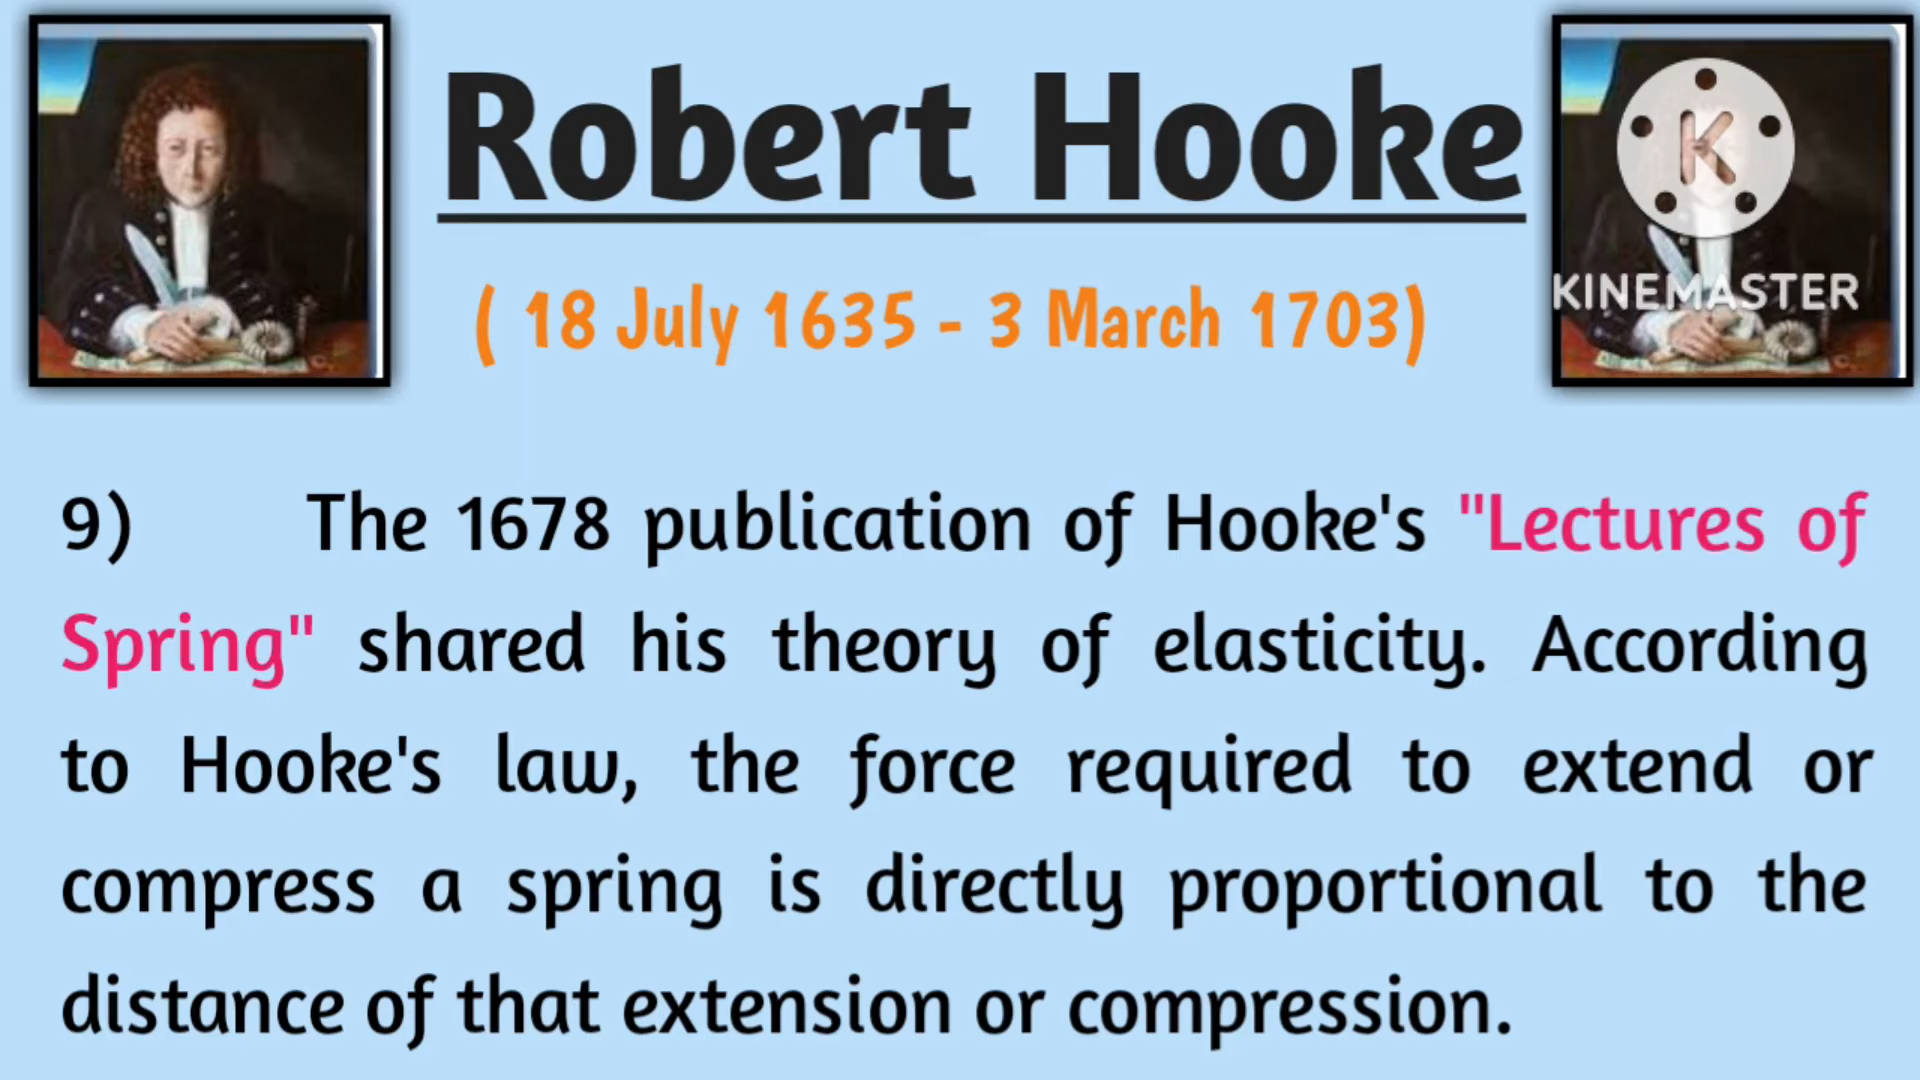 Robert Hooke
( 18 July 1635 - 3 March 1703)
K
KINEMASTER
9) The 1678 publication of Hooke's "Lectures of
Spring" shared his theory of elasticity. According
to Hooke's law, the force required to extend or
compress a spring is directly proportional to the
distance of that extension or compression.